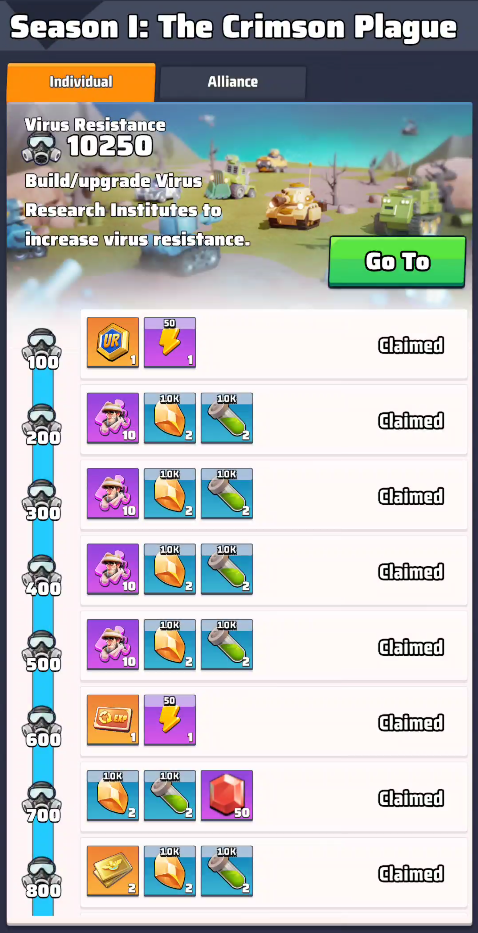 Season 1: The Crimson Plague
Individual
Alliance
Virus Resistance
10250
Build/upgrade Virus
Research Institutes to
increase virus resistance.
Go To
100
UR
1
50
1
Claimed
200
10
10K
2
10K
2
Claimed
300
10
10K
2
10K
2
Claimed
400
10
10K
2
10K
2
Claimed
500
10
10K
2
10K
2
Claimed
600
1
50
1
Claimed
700
10K
2
10K
2
50
Claimed
800
2
10K
2
10K
2
Claimed